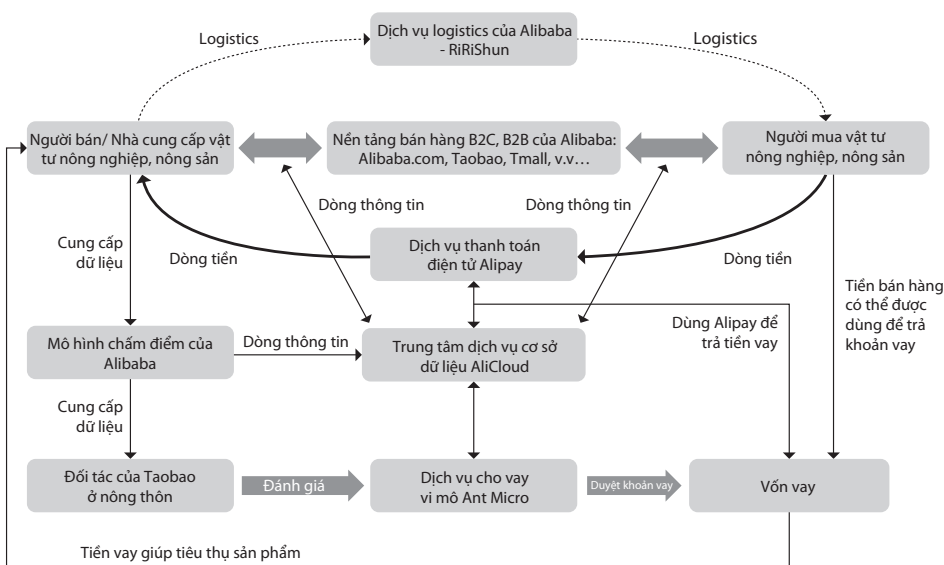 Dịch vụ logistics của Alibaba
- RiRiShun
Logistics
Logistics
Người bán/ Nhà cung cấp vật
tư nông nghiệp, nông sản
Nền tảng bán hàng B2C, B2B của Alibaba:
Alibaba.com, Taobao, Tmall, v.v…
Người mua vật tư
nông nghiệp, nông sản
Dòng thông tin
Dòng thông tin
Cung cấp
dữ liệu
Dòng tiền
Dịch vụ thanh toán
điện tử Alipay
Dòng tiền
Tiền bán hàng
có thể được
dùng để trả
khoản vay
Mô hình chấm điểm của
Alibaba
Dòng thông tin
Trung tâm dịch vụ cơ sở
dữ liệu AliCloud
Dùng Alipay để
trả tiền vay
Cung cấp
dữ liệu
Đối tác của Taobao
ở nông thôn
Đánh giá
Dịch vụ cho vay
vi mô Ant Micro
Duyệt khoản vay
Vốn vay
Tiền vay giúp tiêu thụ sản phẩm